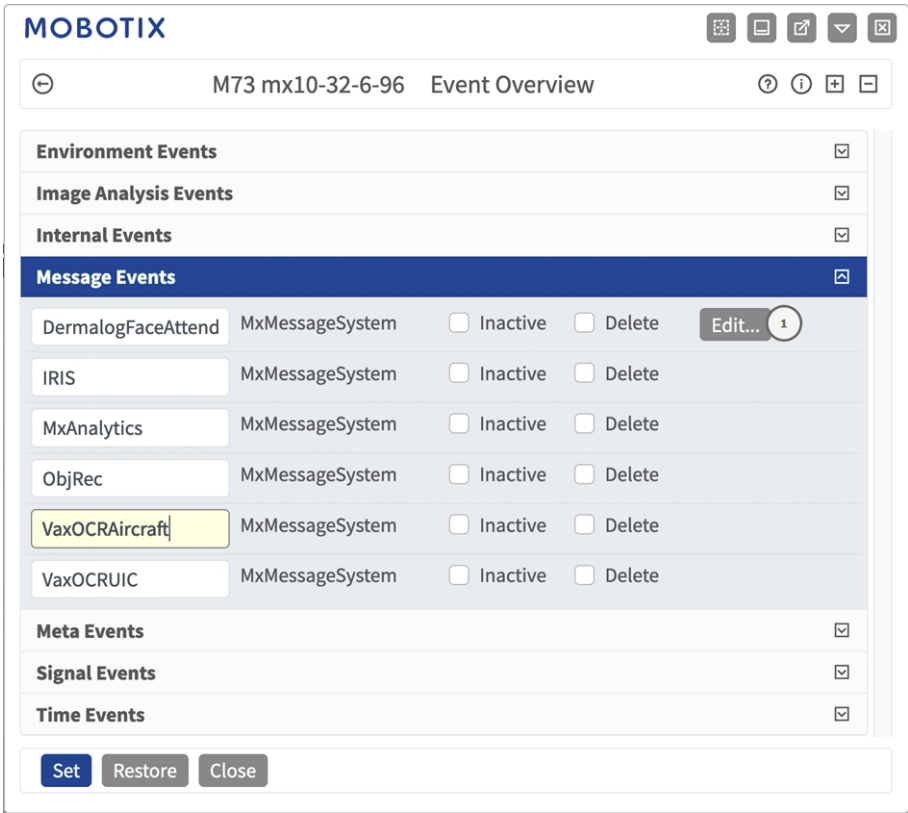 MOBOTIX
M73 mx10-32-6-96 Event Overview
Environment Events
Image Analysis Events
Internal Events
Message Events
DermalogFaceAttend MxMessageSystem Inactive Delete Edit... 1
IRIS MxMessageSystem Inactive Delete
MxAnalytics MxMessageSystem Inactive Delete
ObjRec MxMessageSystem Inactive Delete
VaxOCRAircraft MxMessageSystem Inactive Delete
VaxOCRUIC MxMessageSystem Inactive Delete
Meta Events
Signal Events
Time Events
Set Restore Close